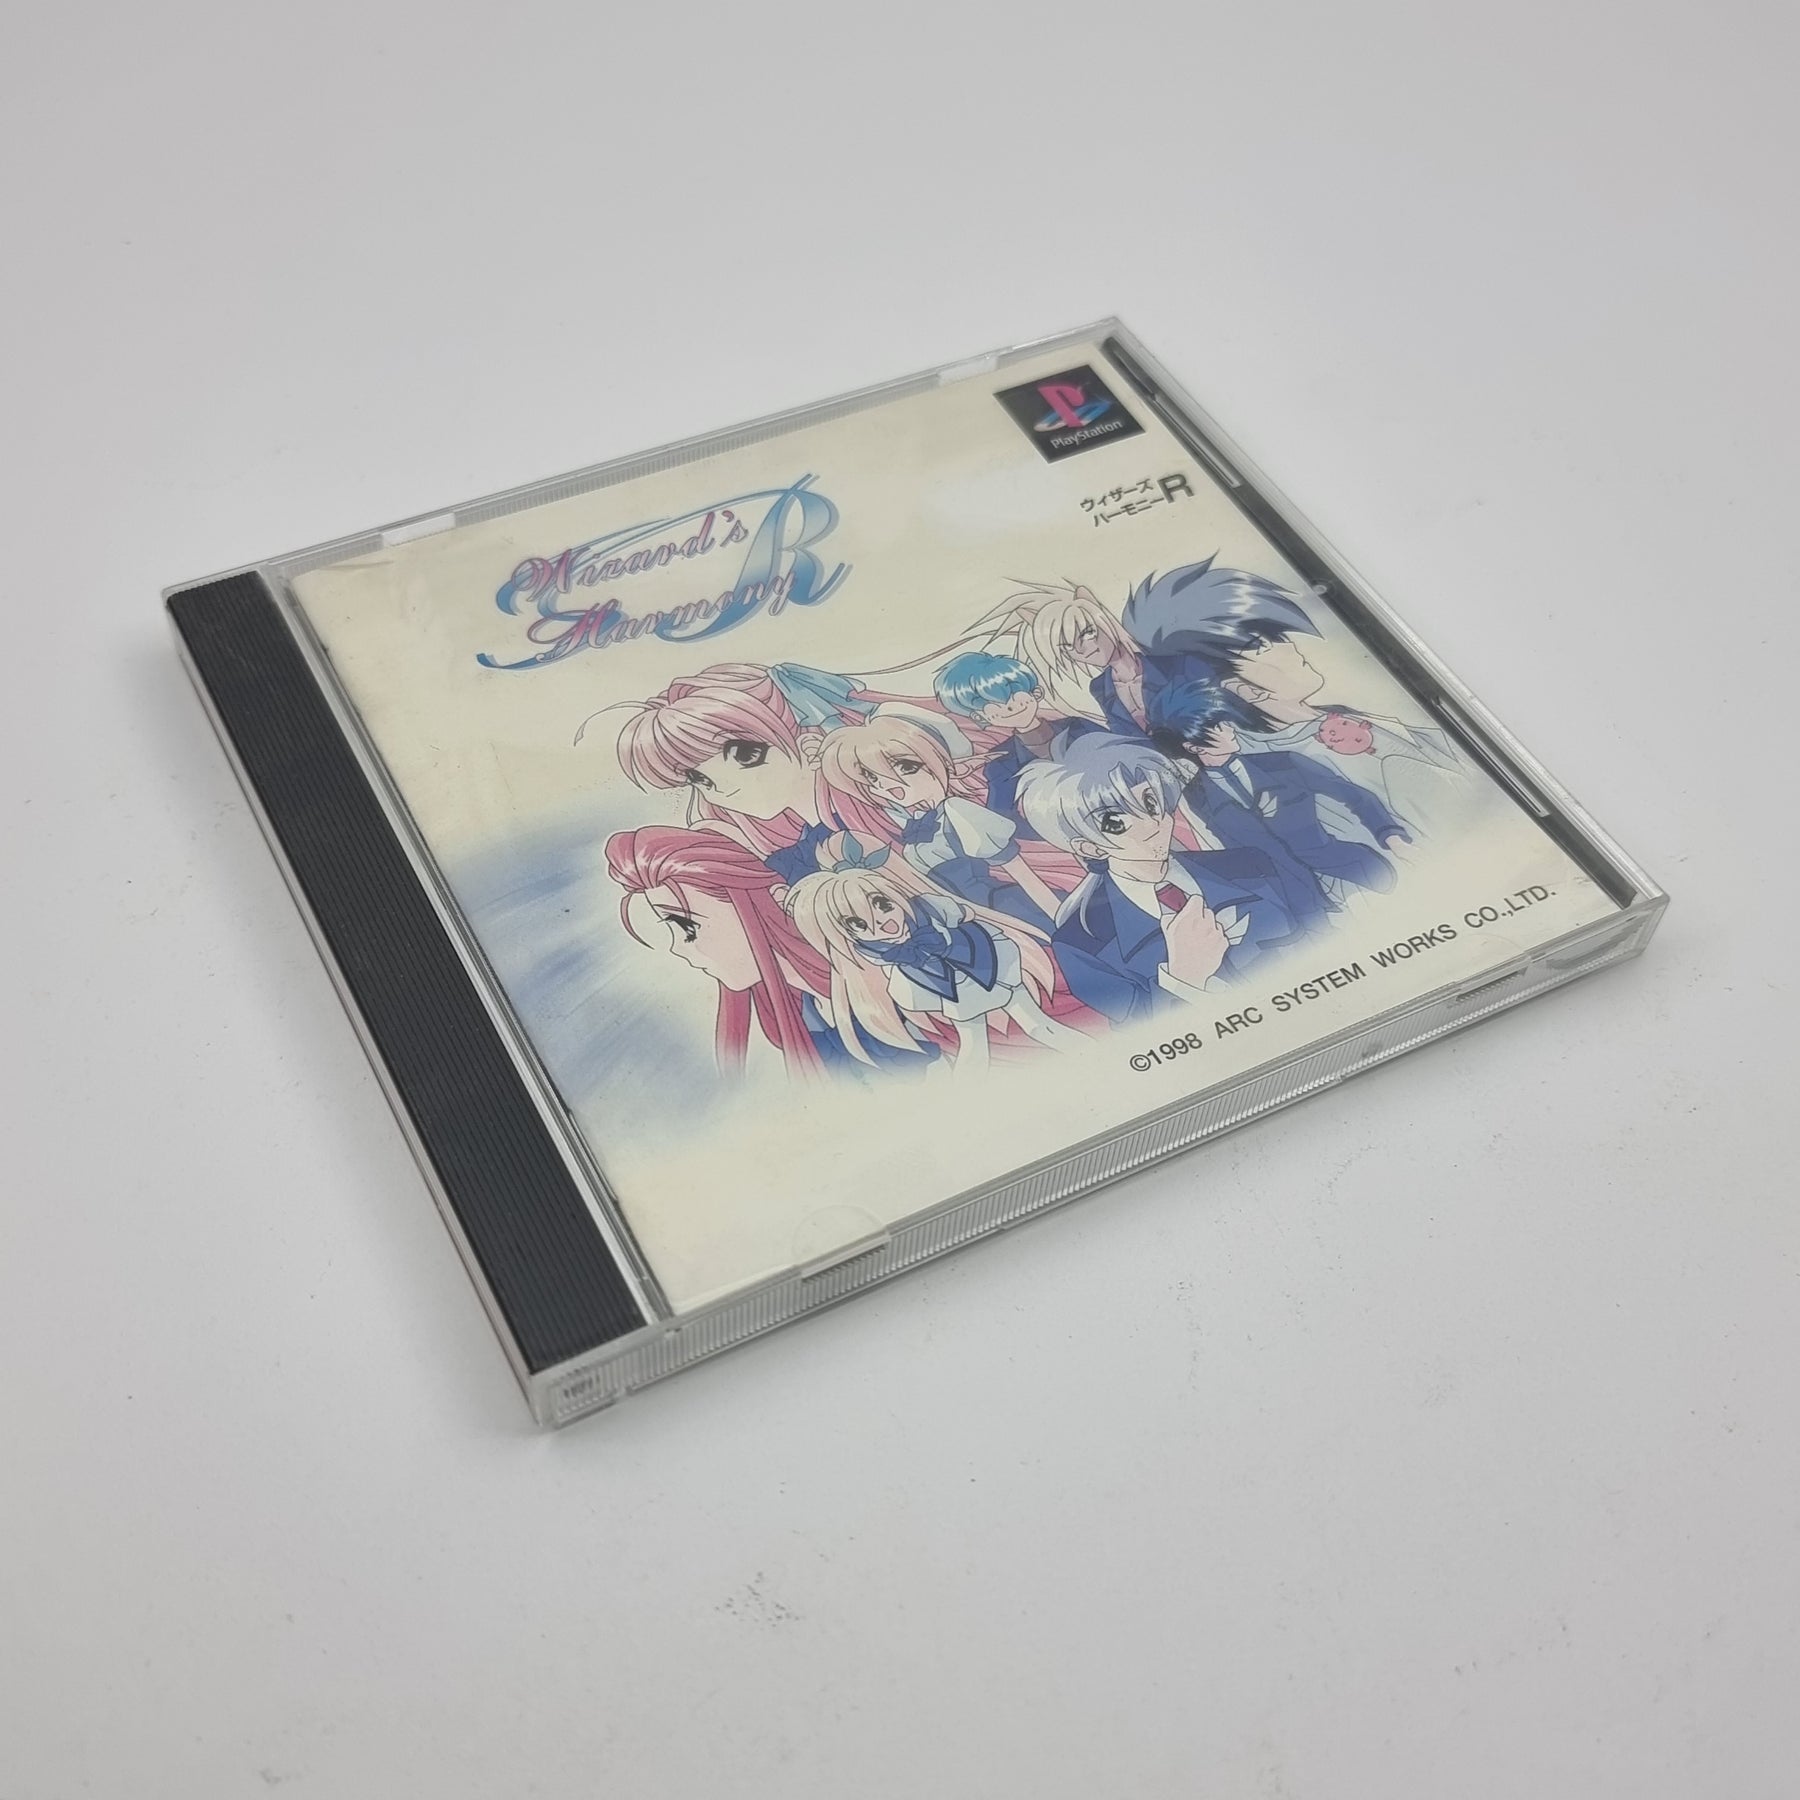 PlayStation
ウィザーズ
ハーモニーR
Wizard's
Harmony R
©1998 ARC SYSTEM WORKS CO.,LTD.